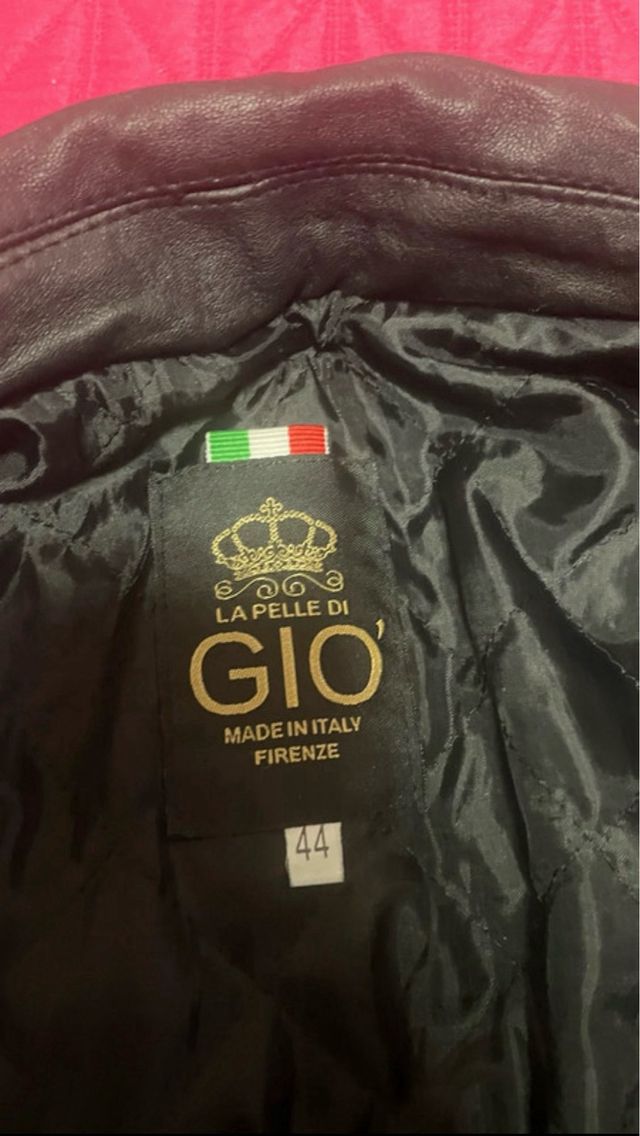 LA PELLE DI
GIO'
MADE IN ITALY
FIRENZE
44